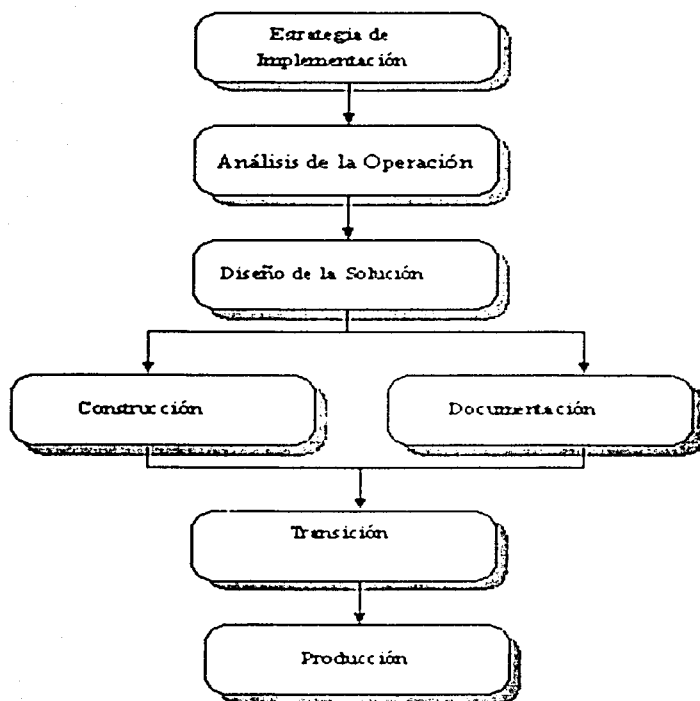 Estrategia de
Implementación
Análisis de la Operación
Diseño de la Solución
Construcción
Documentación
Transición
Producción